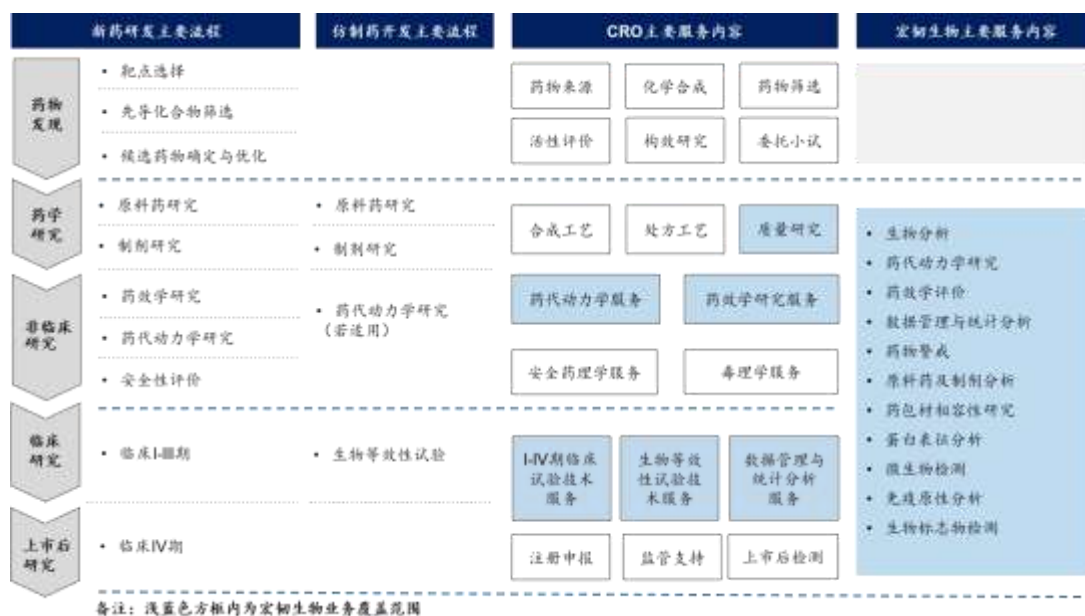 新药研发主要流程
仿制药开发主要流程
CRO主要服务内容
宏韧生物主要服务内容
药物
发现
• 靶点选择
• 先导化合物筛选
• 候选药物确定与优化
药物来源
化学合成
药物筛选
活性评价
构效研究
委托小试
药学
研究
• 原料药研究
• 制剂研究
• 原料药研究
• 制剂研究
合成工艺
处方工艺
质量研究
非临床
研究
• 药效学研究
• 药代动力学研究
• 安全性评价
• 药代动力学研究
（若适用）
药代动力学服务
药效学研究服务
安全药理学服务
毒理学服务
临床
研究
• 临床I-III期
• 生物等效性试验
I-IV期临床
试验技术
服务
生物等效
性试验技
术服务
数据管理与
统计分析
服务
上市后
研究
• 临床IV期
注册申报
监管支持
上市后检测
• 生物分析
• 药代动力学研究
• 药效学评价
• 数据管理与统计分析
• 药物警戒
• 原料药及制剂分析
• 药包材相容性研究
• 蛋白表征分析
• 微生物检测
• 免疫原性分析
• 生物标志物检测
备注：浅蓝色方框内为宏韧生物业务覆盖范围